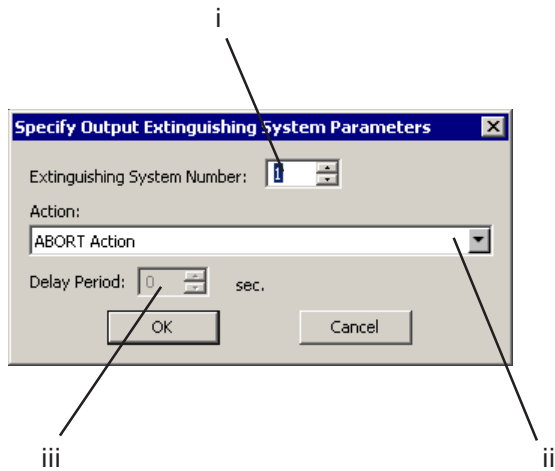 i
Specify Output Extinguishing System Parameters
Extinguishing System Number: 1
Action:
ABORT Action
Delay Period: 0 sec.
OK Cancel
iii ii